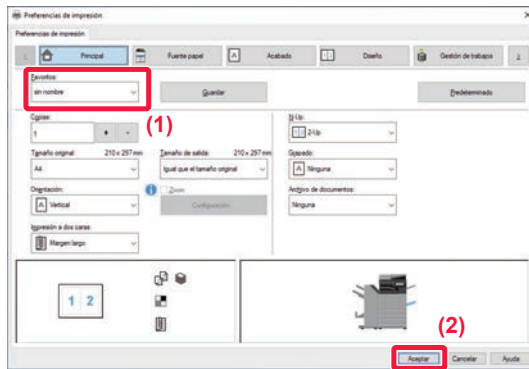 Preferencias de impresión
Preferencias de impresión
Principal Fuente papel Acabado Diseño Gestión de trabajos
Favoritos:
sin nombre Guardar Predeterminado
(1)
Copias: N-Up:
1 + - 2-Up
Tamaño original: 210 x 297 mm Tamaño de salida: 210 x 297 mm Grapado:
A4 Igual que el tamaño original Ninguna
Orientación: Zoom Archivo de documentos:
Vertical Configuración Ninguna
Impresión a dos caras:
Margen largo
1 2
(2)
Aceptar Cancelar Ayuda